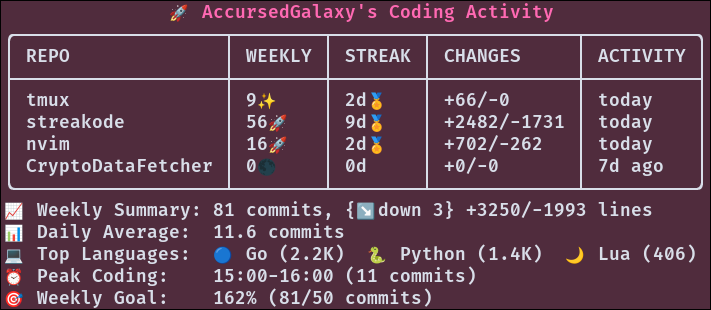 🚀 AccursedGalaxy's Coding Activity
REPO WEEKLY STREAK CHANGES ACTIVITY
tmux 9✨ 2d🏅 +66/-0 today
streakode 56🚀 9d🏅 +2482/-1731 today
nvim 16🚀 2d🏅 +702/-262 today
CryptoDataFetcher 0🌑 0d +0/-0 7d ago
📈 Weekly Summary: 81 commits, {↘️down 3} +3250/-1993 lines
📊 Daily Average: 11.6 commits
💻 Top Languages: 🔵 Go (2.2K) 🐍 Python (1.4K) 🌙 Lua (406)
⏰ Peak Coding: 15:00-16:00 (11 commits)
🎯 Weekly Goal: 162% (81/50 commits)